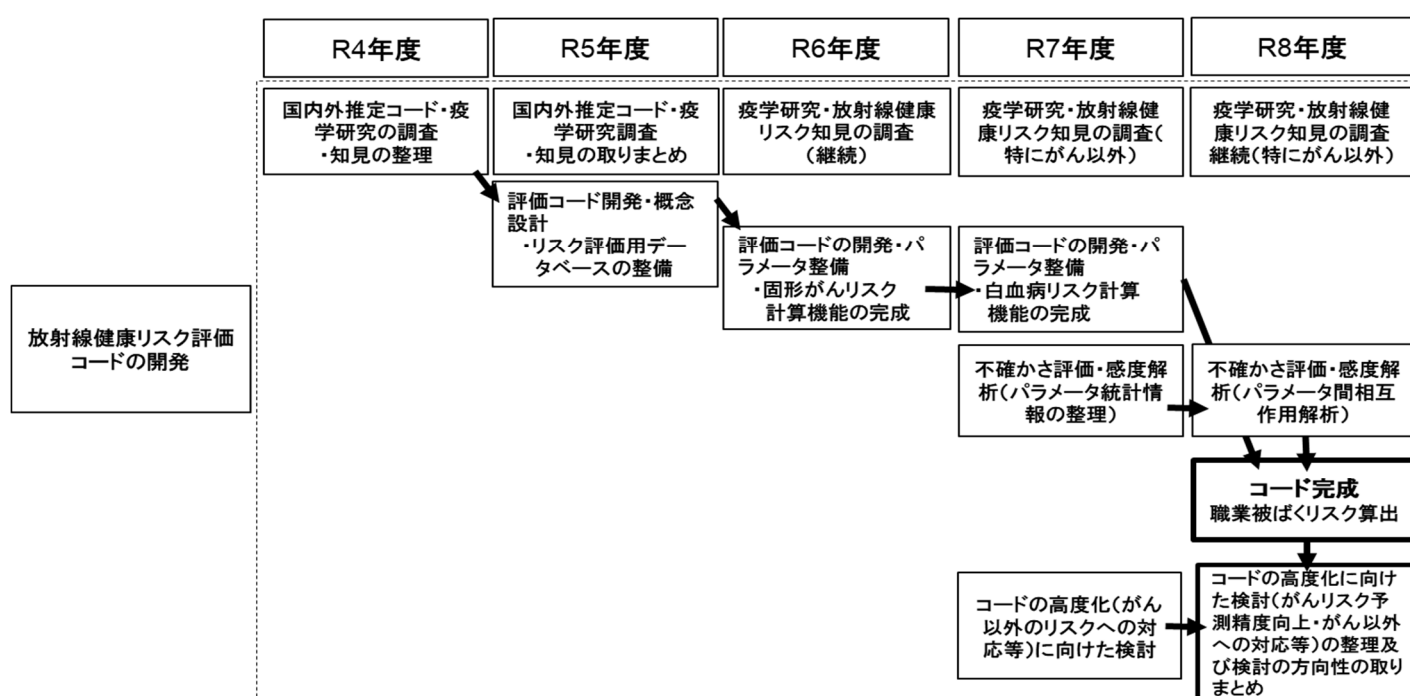 R4年度
R5年度
R6年度
R7年度
R8年度
国内外推定コード・疫
学研究の調査
・知見の整理
国内外推定コード・疫
学研究調査
・知見の取りまとめ
疫学研究・放射線健康
リスク知見の調査
(継続)
疫学研究・放射線健
康リスク知見の調査(
特にがん以外)
疫学研究・放射線健
康リスク知見の調査
継続(特にがん以外)
評価コード開発・概念
設計
・リスク評価用デー
タベースの整備
評価コードの開発・パ
ラメータ整備
・固形がんリスク
計算機能の完成
評価コードの開発・パ
ラメータ整備
・白血病リスク計算
機能の完成
放射線健康リスク評価
コードの開発
不確かさ評価・感度解
析(パラメータ統計情
報の整理)
不確かさ評価・感度解
析(パラメータ間相互
作用解析)
コード完成
職業被ばくリスク算出
コードの高度化(がん
以外のリスクへの対
応等)に向けた検討
コードの高度化に向け
た検討(がんリスク予
測精度向上・がん以外
への対応等)の整理及
び検討の方向性の取り
まとめ